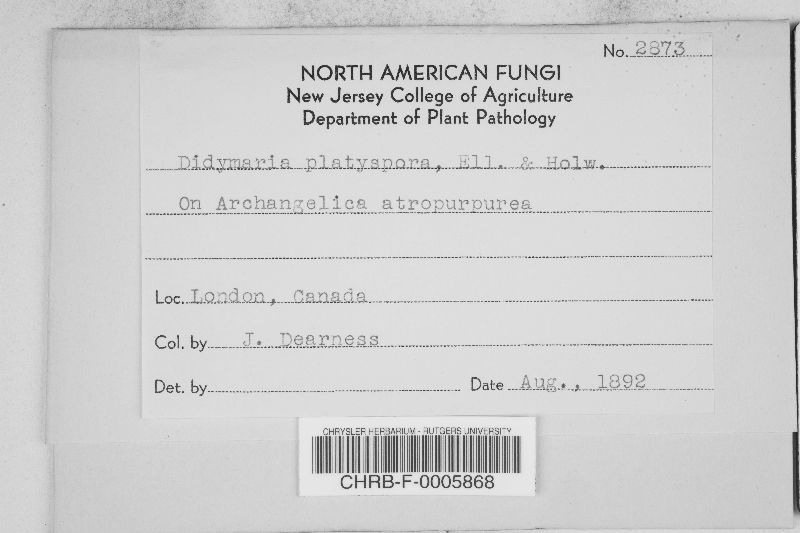 No. 2873
NORTH AMERICAN FUNGI
New Jersey College of Agriculture
Department of Plant Pathology
Didymaria platyspora, Ell. & Holw.
On Archangelica atropurpurea
Loc. London, Canada
Col. by J. Dearness
Det. by Date Aug., 1892
CHRYSLER HERBARIUM - RUTGERS UNIVERSITY
CHRB-F-0005868